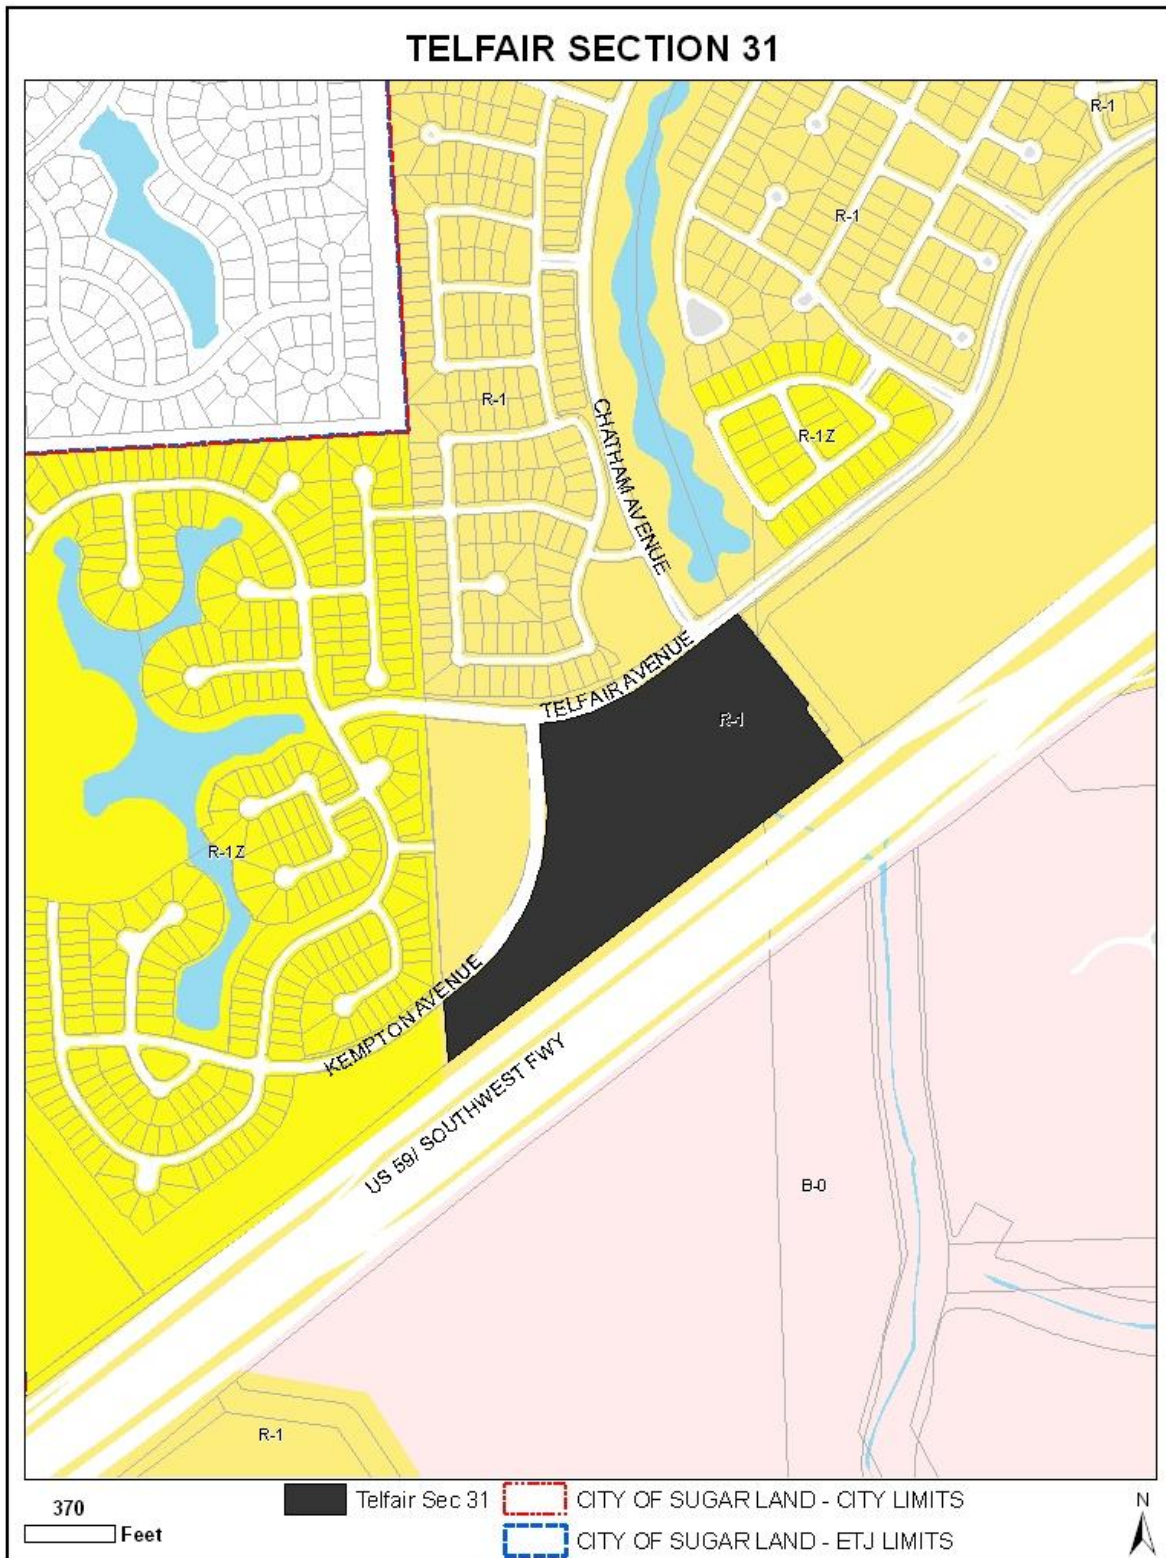 TELFAIR SECTION 31
R-1
R-1
R-1
CHATHAM AVENUE
R-1Z
TELFAIR AVENUE
R-1
R-1Z
KEMPTON AVENUE
US 59/ SOUTHWEST FWY
B-0
R-1
370
Feet
Telfair Sec 31
CITY OF SUGAR LAND - CITY LIMITS
CITY OF SUGAR LAND - ETJ LIMITS
N